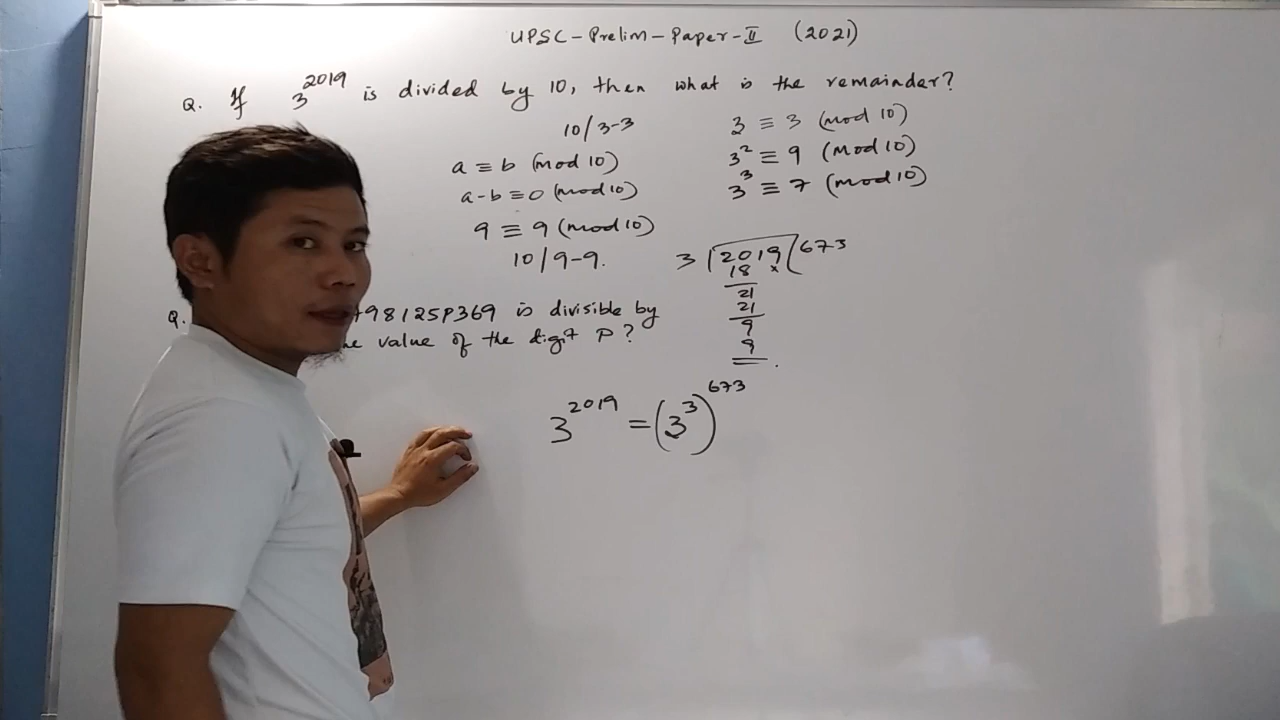 UPSC-Prelim-Paper-II (2021)
Q. If 3^2019 is divided by 10, then what is the remainder?
10/3-3
a ≡ b (mod 10)
a-b ≡ 0 (mod 10)
9 ≡ 9 (mod 10)
10/9-9.
3 ≡ 3 (mod 10)
3^2 ≡ 9 (mod 10)
3^3 ≡ 7 (mod 10)
3 | 2019 ( 673
18 x
21
21
9
9
Q. 98125P369 is divisible by
value of the digit P?
3^2019 = (3^3)^673